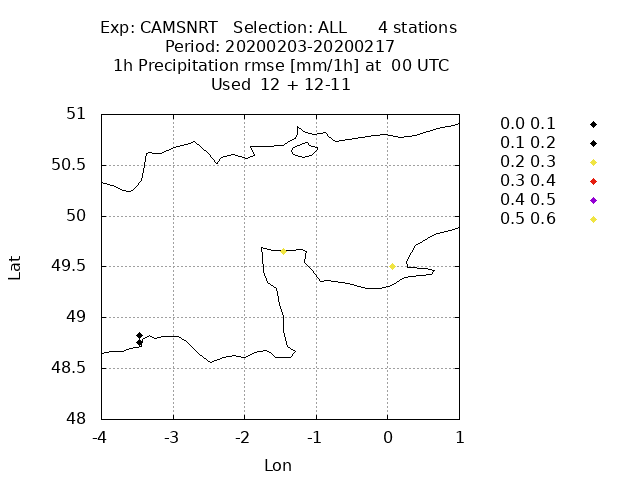 Exp: CAMSNRT   Selection: ALL      4 stations
Period: 20200203-20200217
1h Precipitation rmse [mm/1h] at  00 UTC
Used  12 + 12-11
0.0 0.1
0.1 0.2
0.2 0.3
0.3 0.4
0.4 0.5
0.5 0.6
Lat
51
50.5
50
49.5
49
48.5
48
-4 -3 -2 -1 0 1
Lon